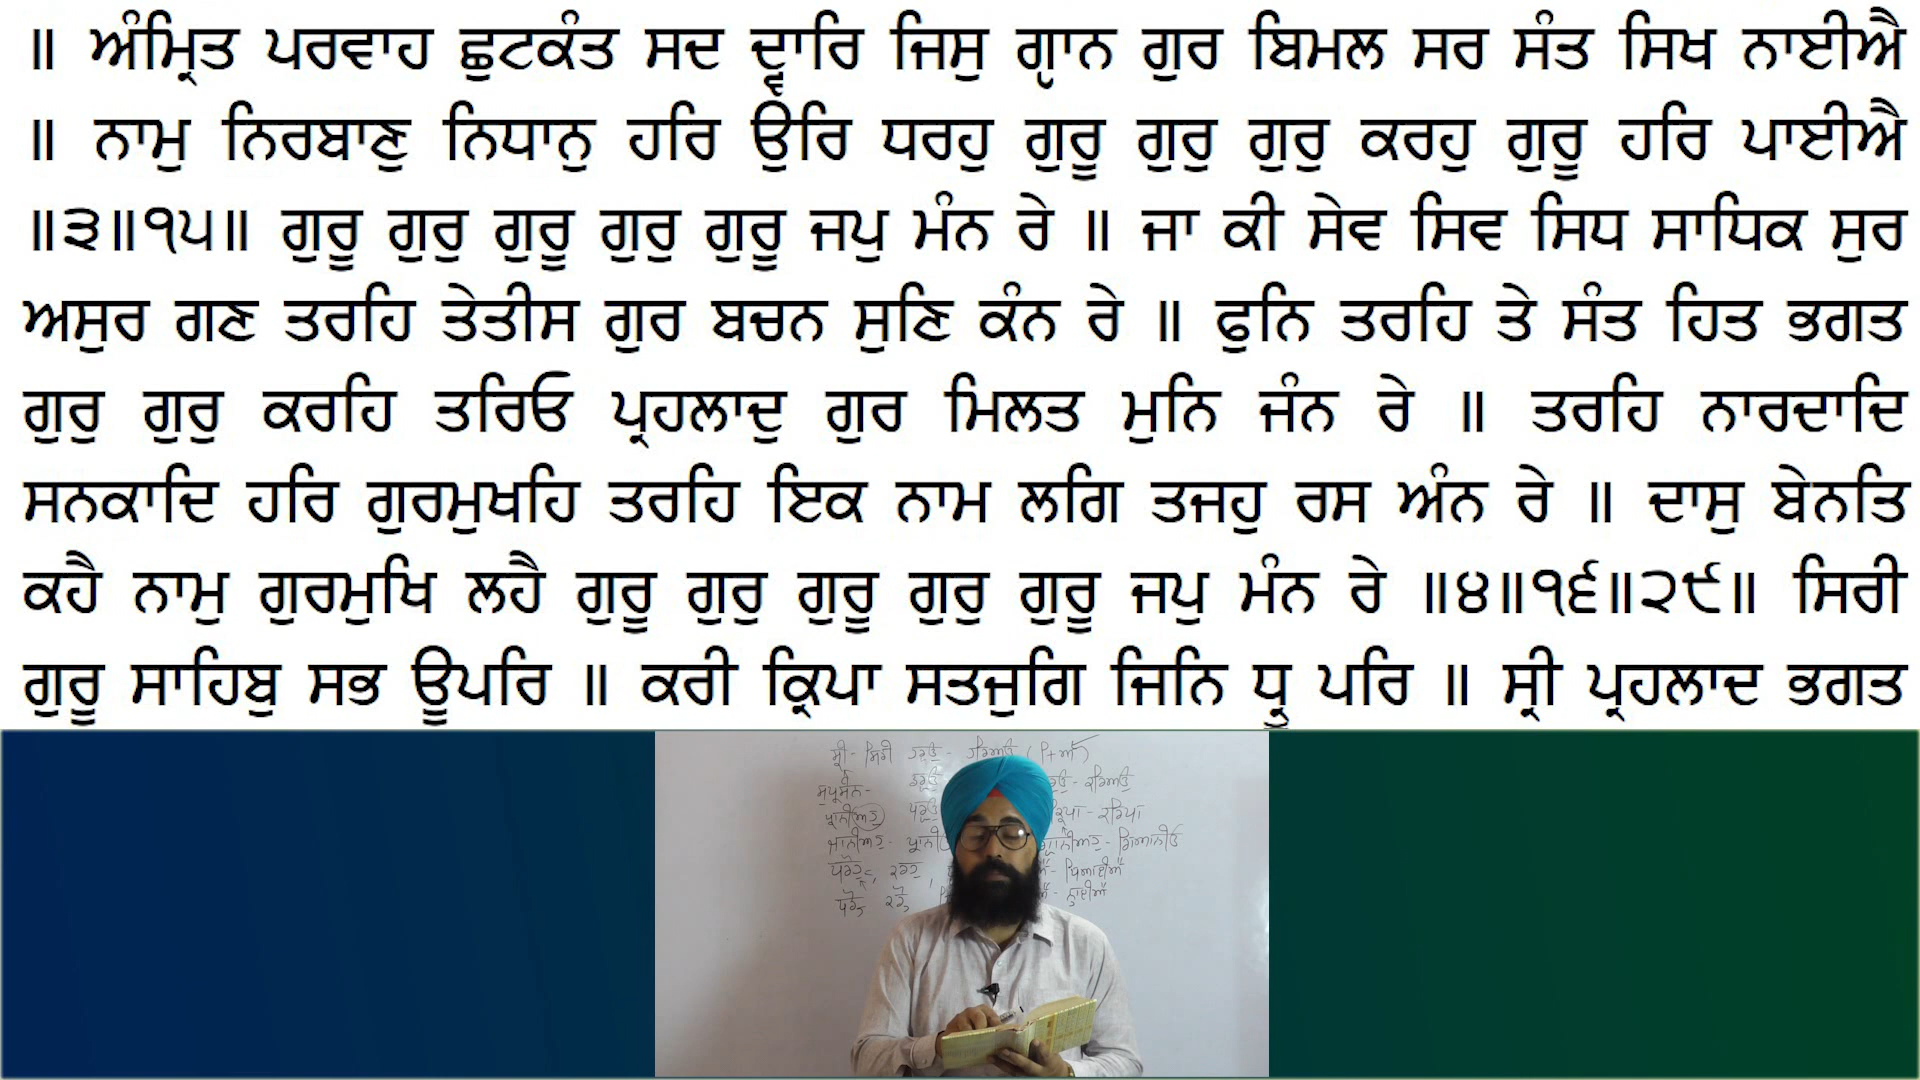 ॥ ਅੰਮ੍ਰਿਤ ਪਰਵਾਹ ਛੁਟਕੰਤ ਸਦ ਦ੍ਵਾਰਿ ਜਿਸੁ ਗੵਾਨ ਗੁਰ ਬਿਮਲ ਸਰ ਸੰਤ ਸਿਖ ਨਾਈਐ
॥ ਨਾਮੁ ਨਿਰਬਾਣੁ ਨਿਧਾਨੁ ਹਰਿ ਉਰਿ ਧਰਹੁ ਗੁਰੂ ਗੁਰੁ ਗੁਰੁ ਕਰਹੁ ਗੁਰੂ ਹਰਿ ਪਾਈਐ
॥੩॥੧੫॥ ਗੁਰੂ ਗੁਰੁ ਗੁਰੂ ਗੁਰੁ ਗੁਰੂ ਜਪੁ ਮੰਨ ਰੇ ॥ ਜਾ ਕੀ ਸੇਵ ਸਿਵ ਸਿਧ ਸਾਧਿਕ ਸੁਰ
ਅਸੁਰ ਗਣ ਤਰਹਿ ਤੇਤੀਸ ਗੁਰ ਬਚਨ ਸੁਣਿ ਕੰਨ ਰੇ ॥ ਫੁਨਿ ਤਰਹਿ ਤੇ ਸੰਤ ਹਿਤ ਭਗਤ
ਗੁਰੁ ਗੁਰੁ ਕਰਹਿ ਤਰਿਓ ਪ੍ਰਹਲਾਦੁ ਗੁਰ ਮਿਲਤ ਮੁਨਿ ਜੰਨ ਰੇ ॥ ਤਰਹਿ ਨਾਰਦਾਦਿ
ਸਨਕਾਦਿ ਹਰਿ ਗੁਰਮੁਖਹਿ ਤਰਹਿ ਇਕ ਨਾਮ ਲਗਿ ਤਜਹੁ ਰਸ ਅੰਨ ਰੇ ॥ ਦਾਸੁ ਬੇਨਤਿ
ਕਹੈ ਨਾਮੁ ਗੁਰਮੁਖਿ ਲਹੈ ਗੁਰੂ ਗੁਰੁ ਗੁਰੂ ਗੁਰੁ ਗੁਰੂ ਜਪੁ ਮੰਨ ਰੇ ॥੪॥੧੬॥੨੯॥ ਸਿਰੀ
ਗੁਰੂ ਸਾਹਿਬੁ ਸਭ ਊਪਰਿ ॥ ਕਰੀ ਕ੍ਰਿਪਾ ਸਤਜੁਗਿ ਜਿਨਿ ਧ੍ਰੂ ਪਰਿ ॥ ਸ੍ਰੀ ਪ੍ਰਹਲਾਦ ਭਗਤ